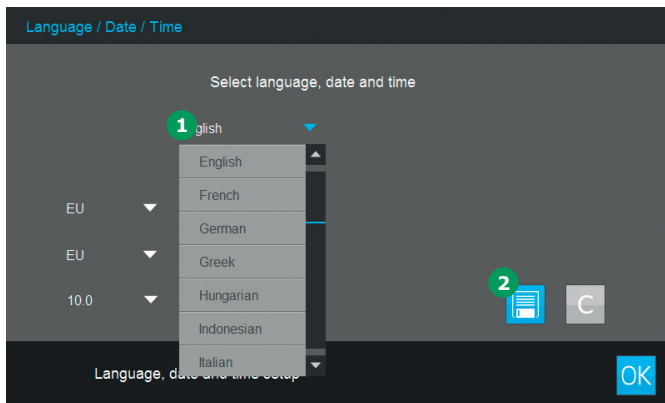 Language / Date / Time
Select language, date and time
1 glish
English
French
EU
German
EU
Greek
2
10.0
Hungarian
C
Indonesian
Italian
Language, date and time setup
OK